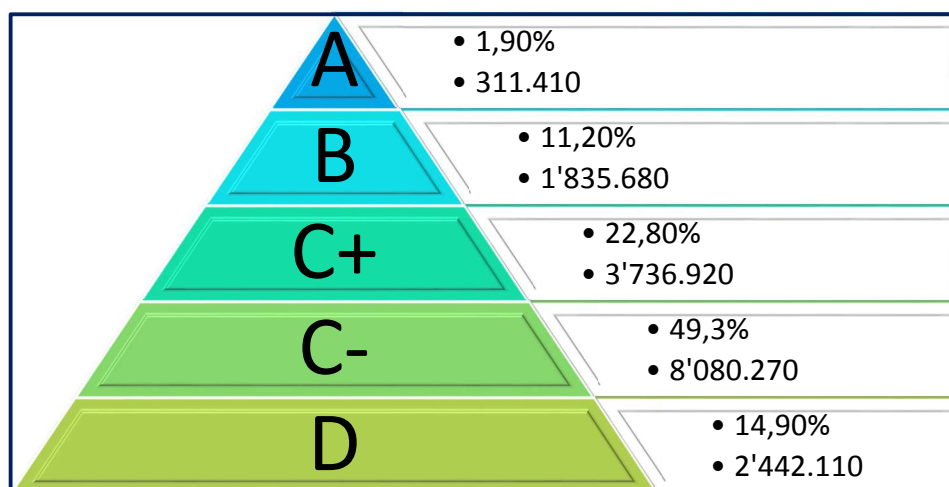 A
• 1,90%
• 311.410
B
• 11,20%
• 1'835.680
C+
• 22,80%
• 3'736.920
C-
• 49,3%
• 8'080.270
D
• 14,90%
• 2'442.110